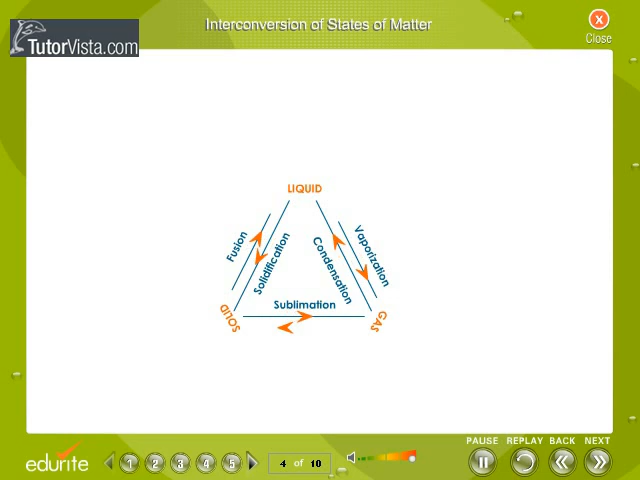 Interconversion of States of Matter
X
Close
TutorVista.com
LIQUID
Fusion
Solidification
Condensation
Vaporization
Sublimation
SOLID
GAS
PAUSE REPLAY BACK NEXT
edurite
1 2 3 4 5
4 of 10